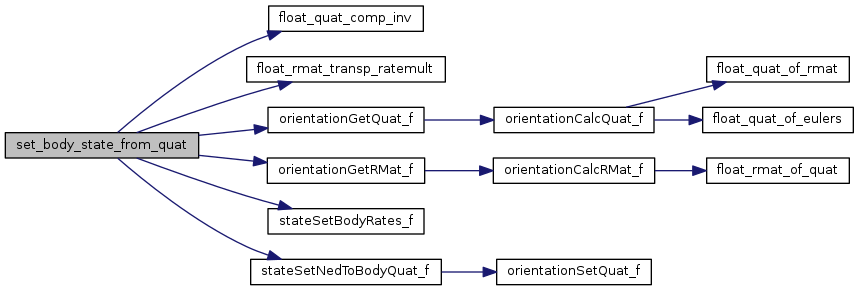 float_quat_comp_inv
float_rmat_transp_ratemult
float_quat_of_rmat
orientationGetQuat_f
orientationCalcQuat_f
float_quat_of_eulers
set_body_state_from_quat
orientationGetRMat_f
orientationCalcRMat_f
float_rmat_of_quat
stateSetBodyRates_f
stateSetNedToBodyQuat_f
orientationSetQuat_f